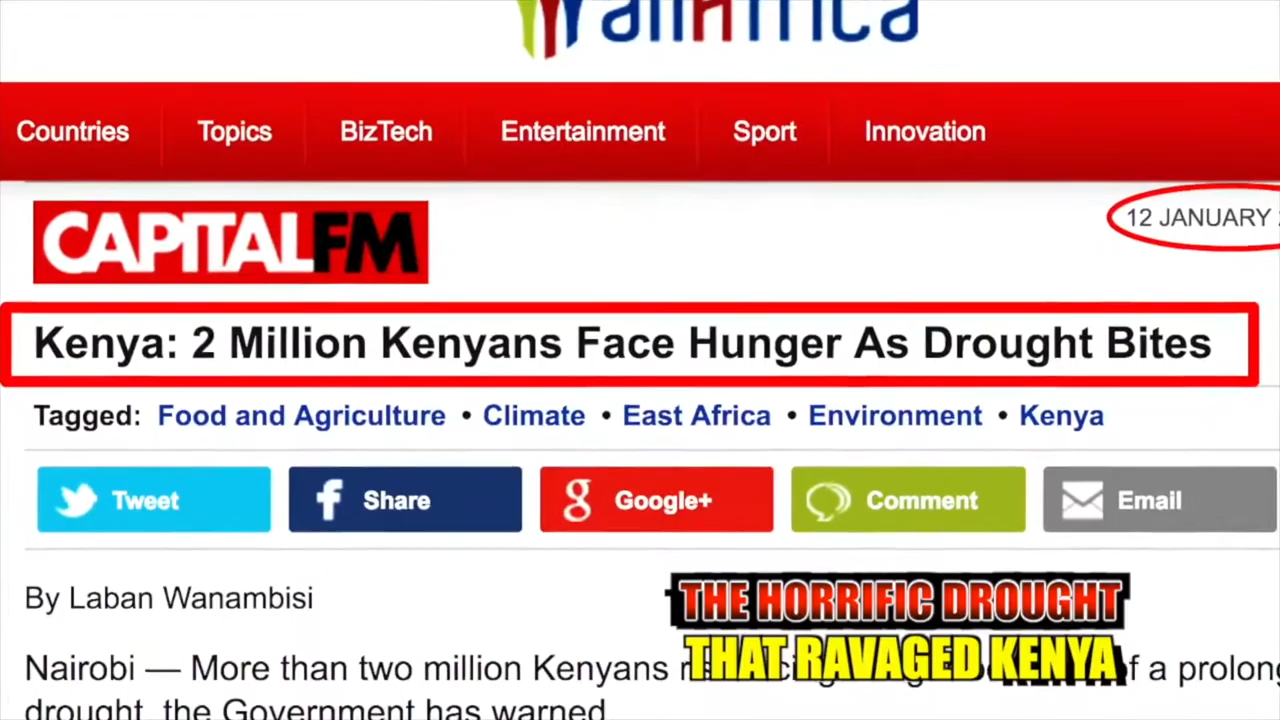 allAfrica
Countries Topics BizTech Entertainment Sport Innovation
CAPITALFM
12 JANUARY
Kenya: 2 Million Kenyans Face Hunger As Drought Bites
Tagged: Food and Agriculture • Climate • East Africa • Environment • Kenya
Tweet Share Google+ Comment Email
By Laban Wanambisi
THE HORRIFIC DROUGHT
THAT RAVAGED KENYA
Nairobi — More than two million Kenyans of a prolong
drought, the Government has warned.